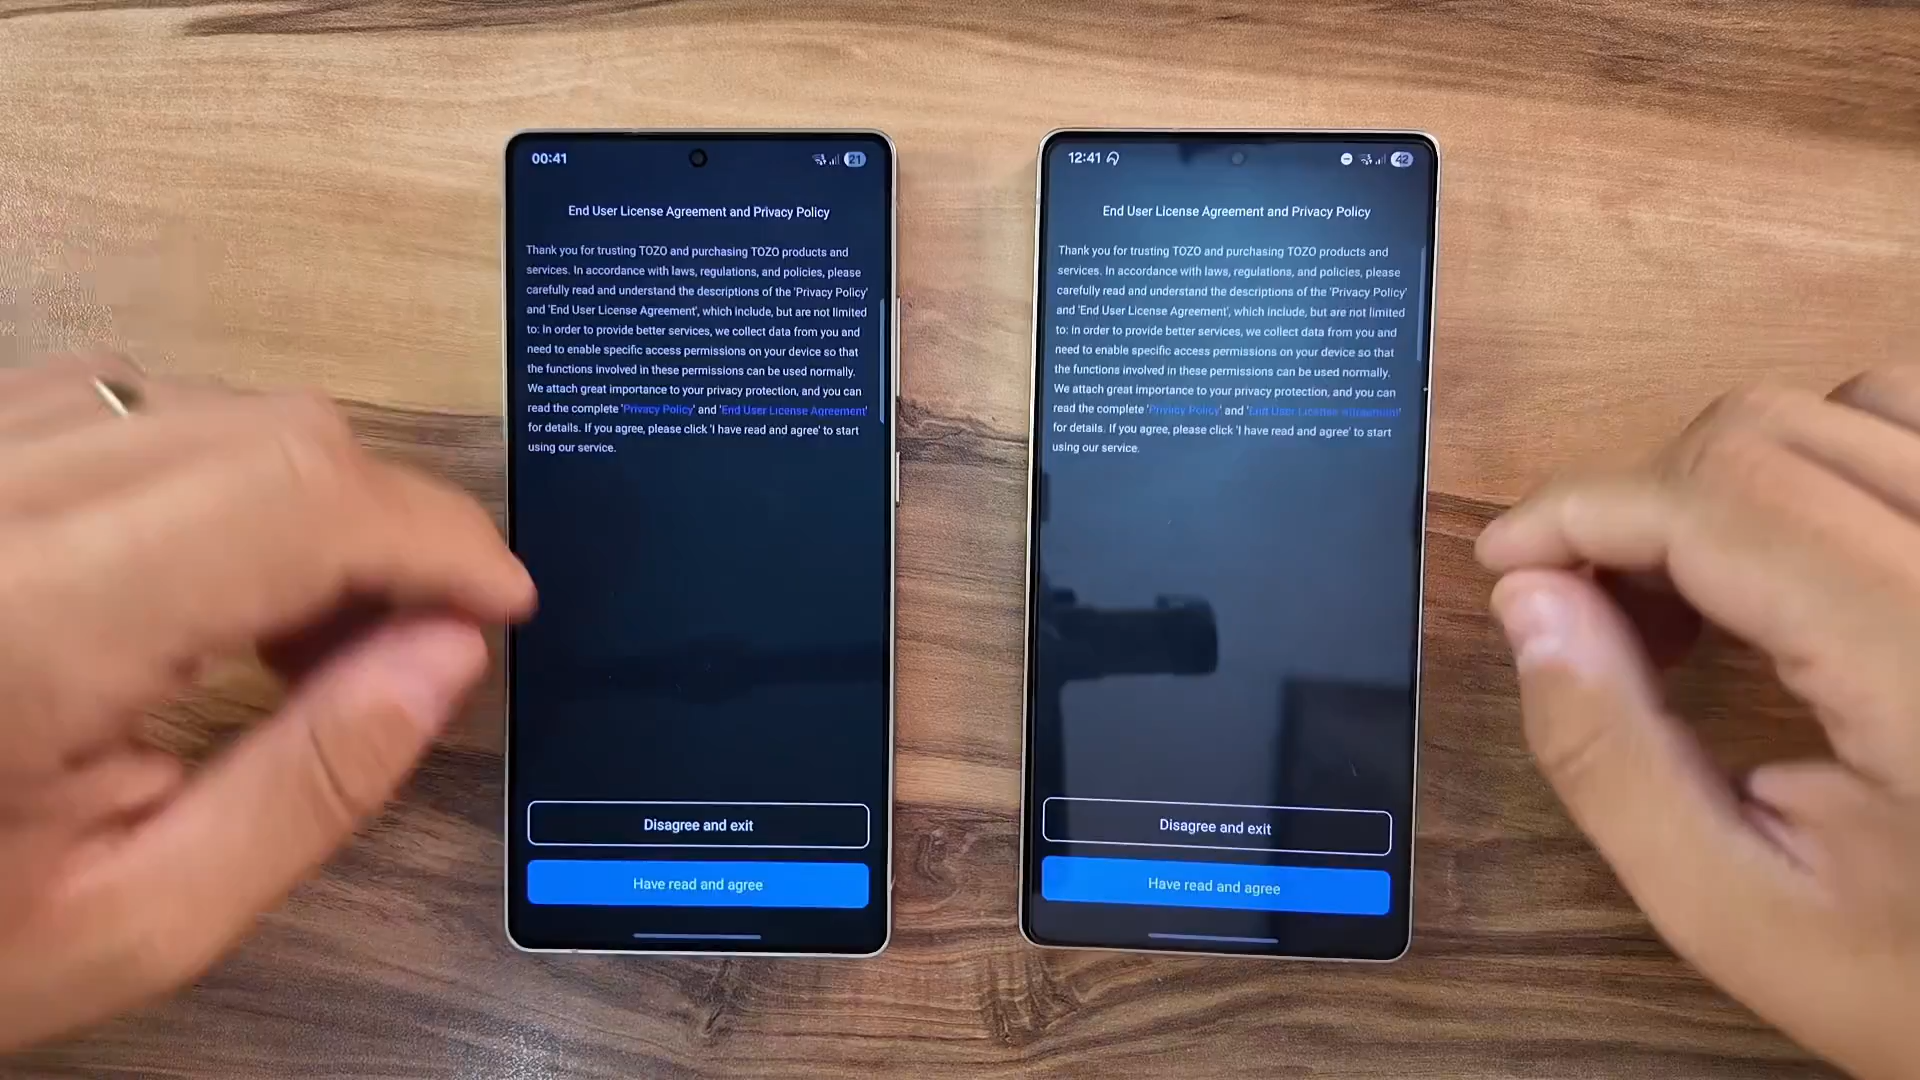 00:41
21
End User License Agreement and Privacy Policy
Thank you for trusting TOZO and purchasing TOZO products and
services. In accordance with laws, regulations, and policies, please
carefully read and understand the descriptions of the 'Privacy Policy'
and 'End User License Agreement', which include, but are not limited
to: in order to provide better services, we collect data from you and
need to enable specific access permissions on your device so that
the functions involved in these permissions can be used normally.
We attach great importance to your privacy protection, and you can
read the complete 'Privacy Policy' and 'End User License Agreement'
for details. If you agree, please click 'I have read and agree' to start
using our service.
Disagree and exit
Have read and agree
12:41
42
End User License Agreement and Privacy Policy
Thank you for trusting TOZO and purchasing TOZO products and
services. In accordance with laws, regulations, and policies, please
carefully read and understand the descriptions of the 'Privacy Policy'
and 'End User License Agreement', which include, but are not limited
to: in order to provide better services, we collect data from you and
need to enable specific access permissions on your device so that
the functions involved in these permissions can be used normally.
We attach great importance to your privacy protection, and you can
read the complete 'Privacy Policy' and 'End User License Agreement'
for details. If you agree, please click 'I have read and agree' to start
using our service.
Disagree and exit
Have read and agree